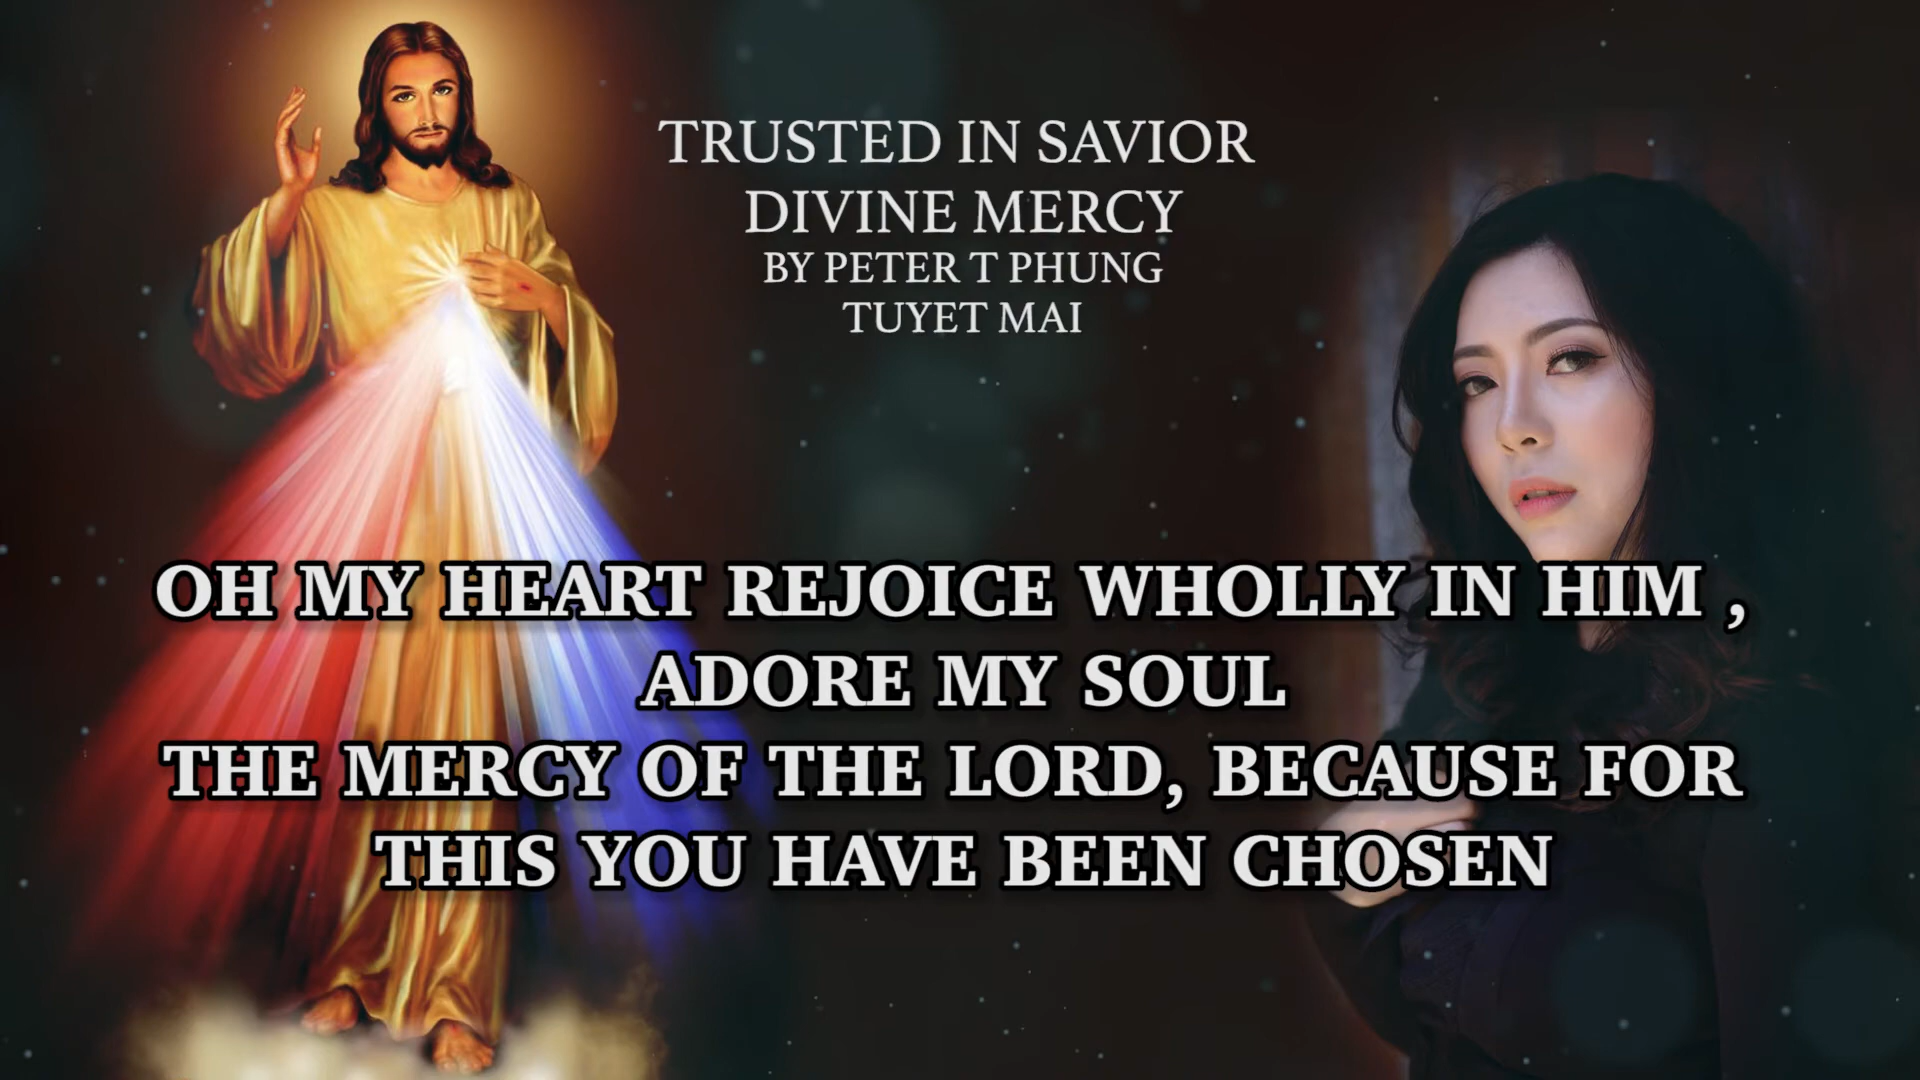 TRUSTED IN SAVIOR
DIVINE MERCY
BY PETER T PHUNG
TUYET MAI
OH MY HEART REJOICE WHOLLY IN HIM ,
ADORE MY SOUL
THE MERCY OF THE LORD, BECAUSE FOR
THIS YOU HAVE BEEN CHOSEN